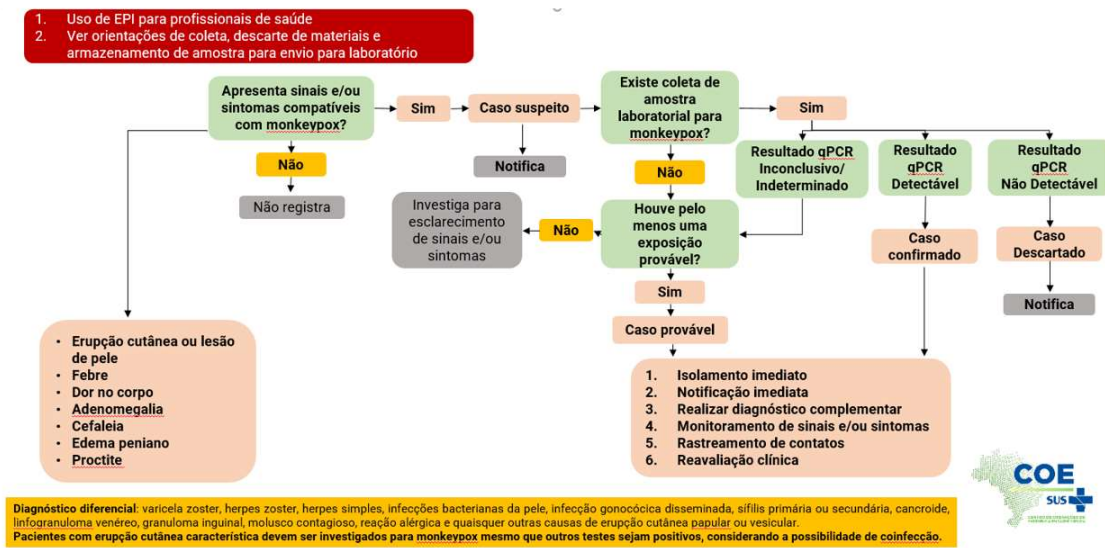 1. Uso de EPI para profissionais de saúde
2. Ver orientações de coleta, descarte de materiais e
armazenamento de amostra para envio para laboratório
Apresenta sinais e/ou
sintomas compatíveis
com monkeypox?
Sim
Caso suspeito
Existe coleta de
amostra
laboratorial para
monkeypox?
Sim
Não
Não registra
Notifica
Não
Resultado qPCR
Inconclusivo/
Indeterminado
Resultado
qPCR
Detectável
Resultado
qPCR
Não Detectável
Investiga para
esclarecimento
de sinais e/ou
sintomas
Não
Houve pelo
menos uma
exposição
provável?
Caso
confirmado
Caso
Descartado
Notifica
Sim
Caso provável
• Erupção cutânea ou lesão
de pele
• Febre
• Dor no corpo
• Adenomegalia
• Cefaleia
• Edema peniano
• Proctite
1. Isolamento imediato
2. Notificação imediata
3. Realizar diagnóstico complementar
4. Monitoramento de sinais e/ou sintomas
5. Rastreamento de contatos
6. Reavaliação clínica
COE
SUS
Diagnóstico diferencial: varicela zoster, herpes zoster, herpes simples, infecções bacterianas da pele, infecção gonocócica disseminada, sífilis primária ou secundária, cancroide,
linfogranuloma venéreo, granuloma inguinal, molusco contagioso, reação alérgica e quaisquer outras causas de erupção cutânea papular ou vesicular.
Pacientes com erupção cutânea característica devem ser investigados para monkeypox mesmo que outros testes sejam positivos, considerando a possibilidade de coinfecção.